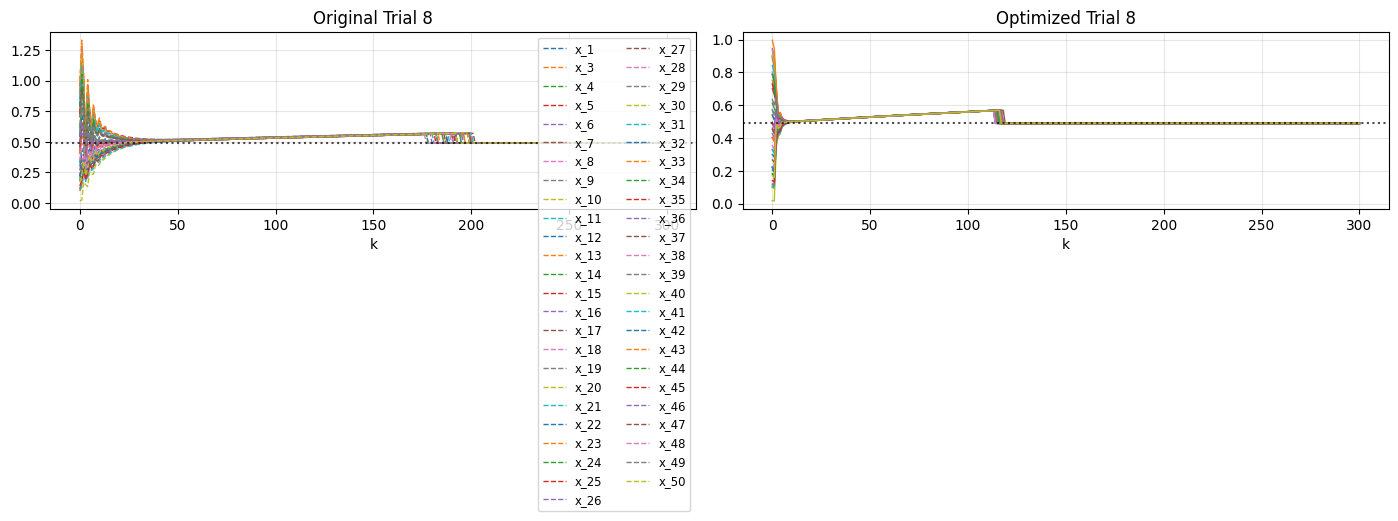 Original Trial 8
1.25
1.00
0.75
0.50
0.25
0.00
0
50
100
150
200
250
300
k
x_1
x_3
x_4
x_5
x_6
x_7
x_8
x_9
x_10
x_11
x_12
x_13
x_14
x_15
x_16
x_17
x_18
x_19
x_20
x_21
x_22
x_23
x_24
x_25
x_26
x_27
x_28
x_29
x_30
x_31
x_32
x_33
x_34
x_35
x_36
x_37
x_38
x_39
x_40
x_41
x_42
x_43
x_44
x_45
x_46
x_47
x_48
x_49
x_50
Optimized Trial 8
1.0
0.8
0.6
0.4
0.2
0.0
0
50
100
150
200
250
300
k